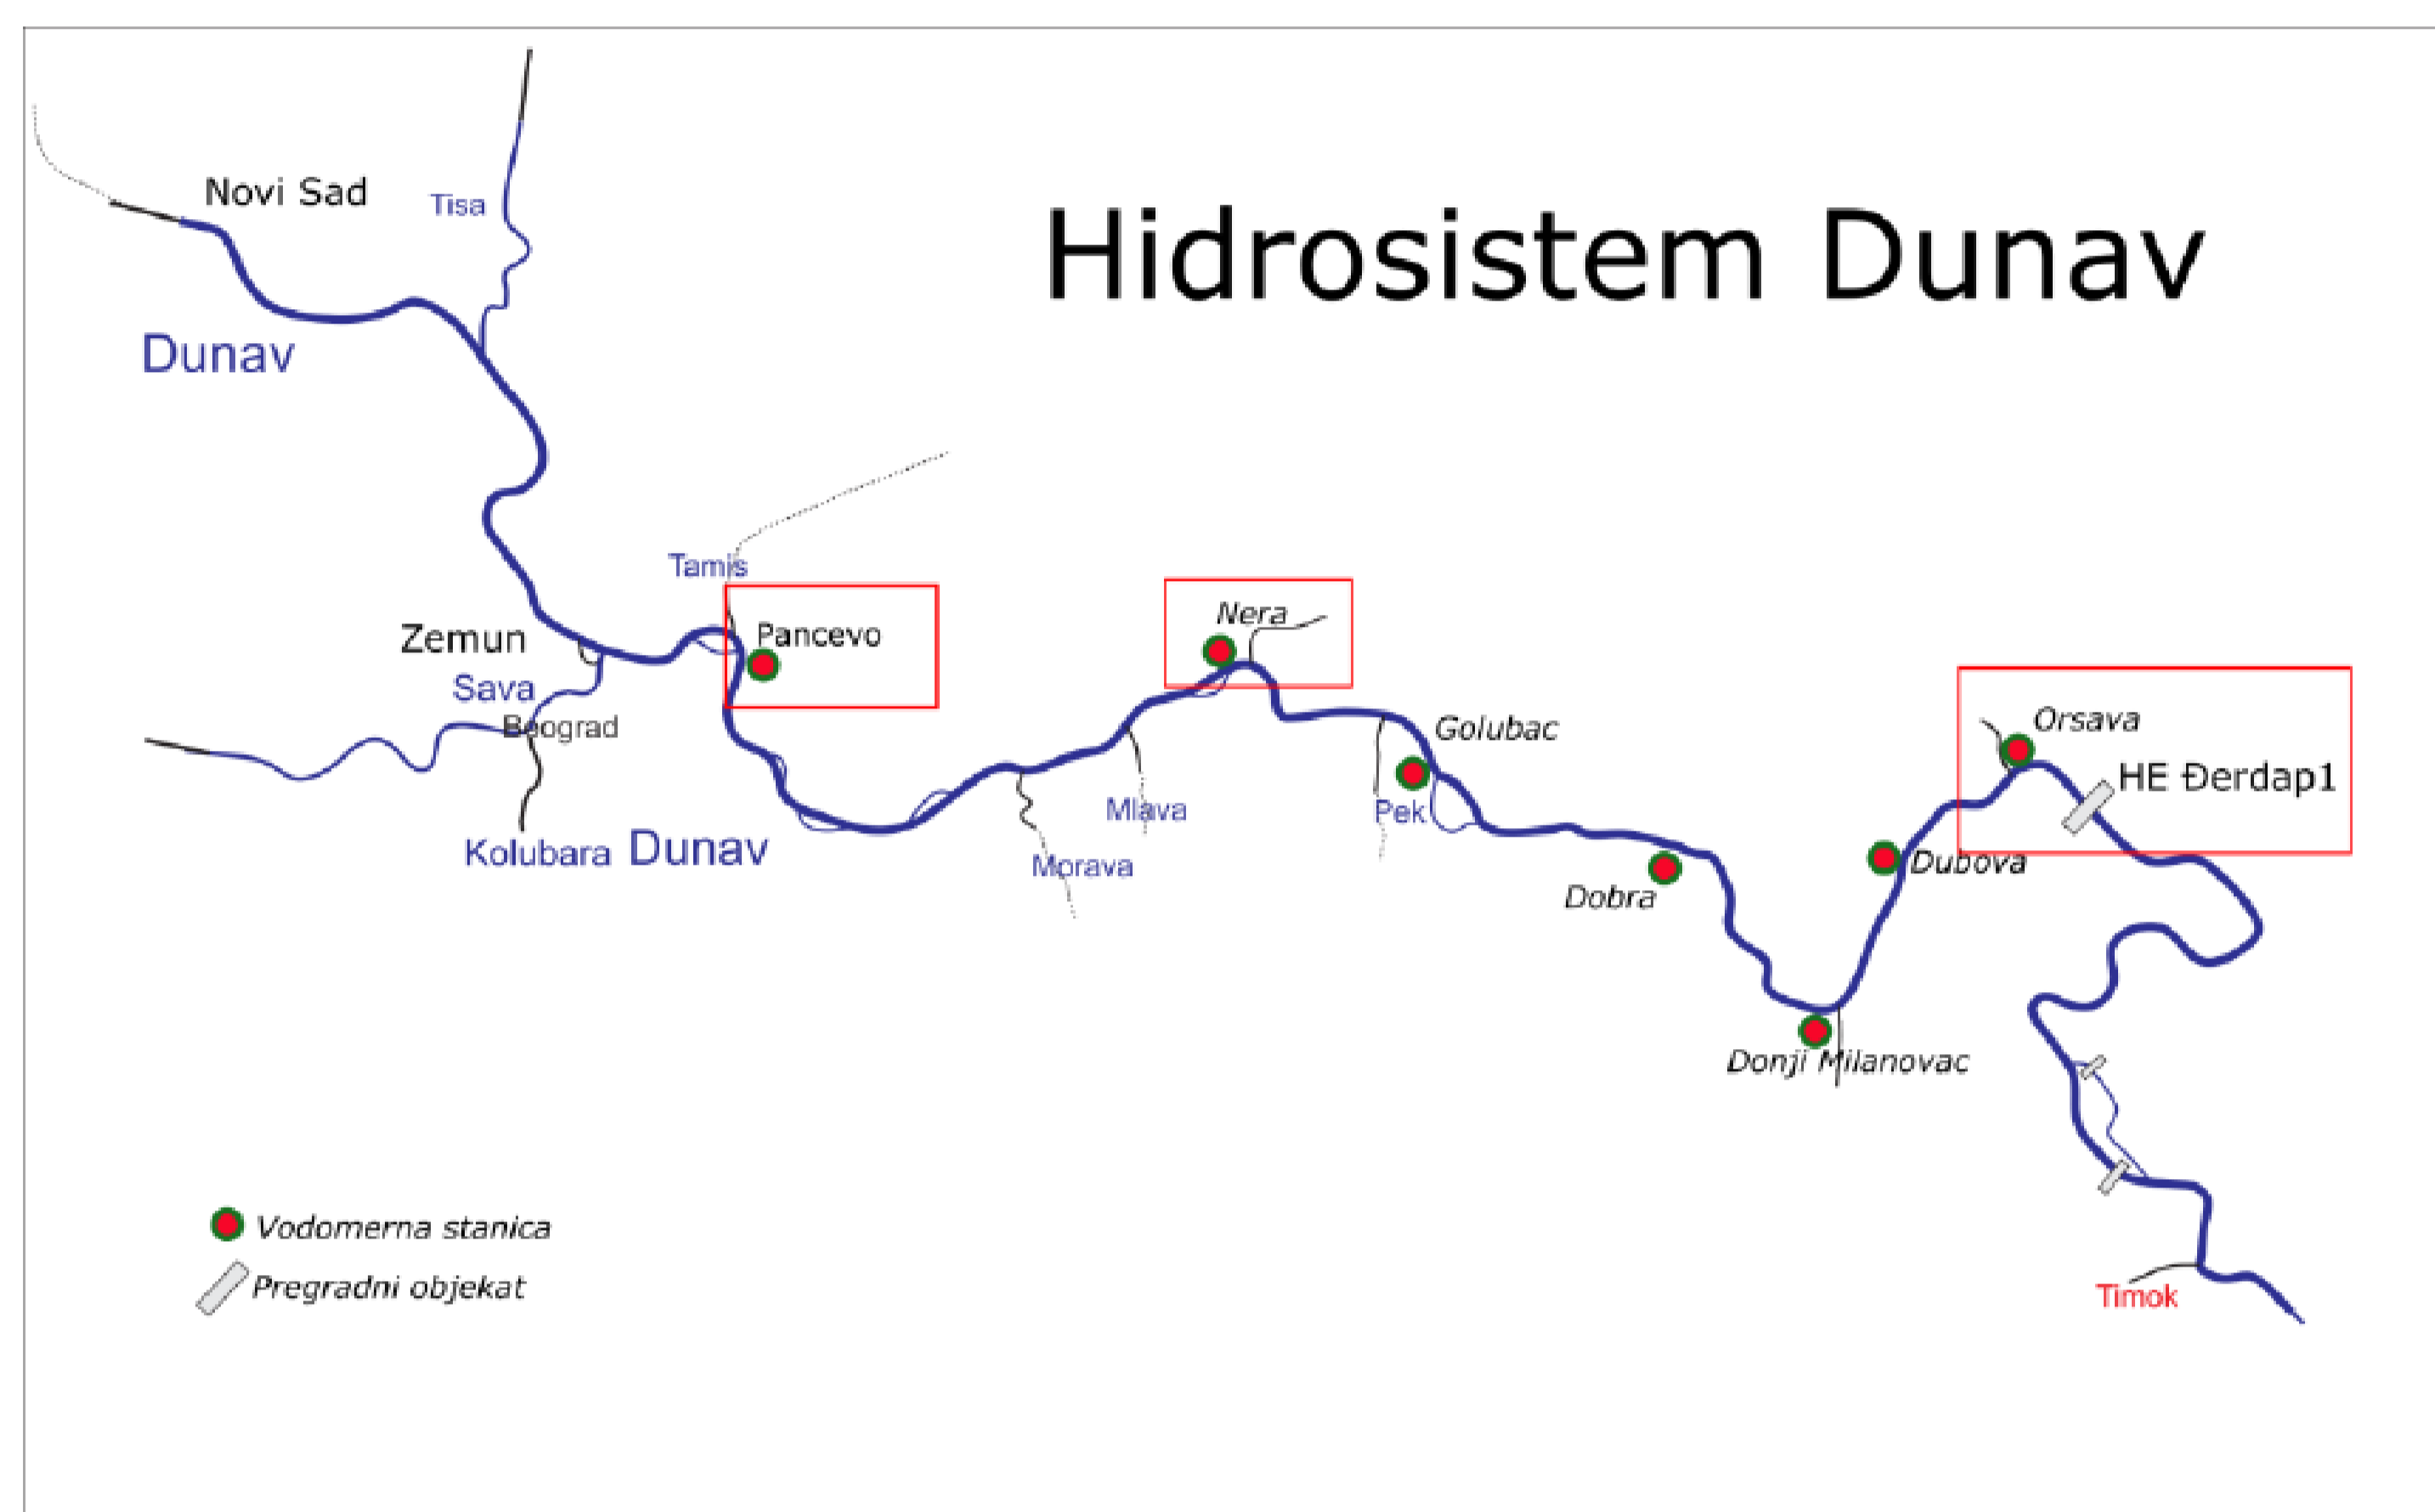 Novi Sad
Tisa
Hidrosistem Dunav
Dunav
Tamis
Zemun
Pancevo
Nera
Sava
Beograd
Golubac
Orsava
HE Đerdap1
Kolubara
Dunav
Mlava
Pek
Morava
Dobra
Dubova
Donji Milanovac
Vodomerna stanica
Pregradni objekat
Timok